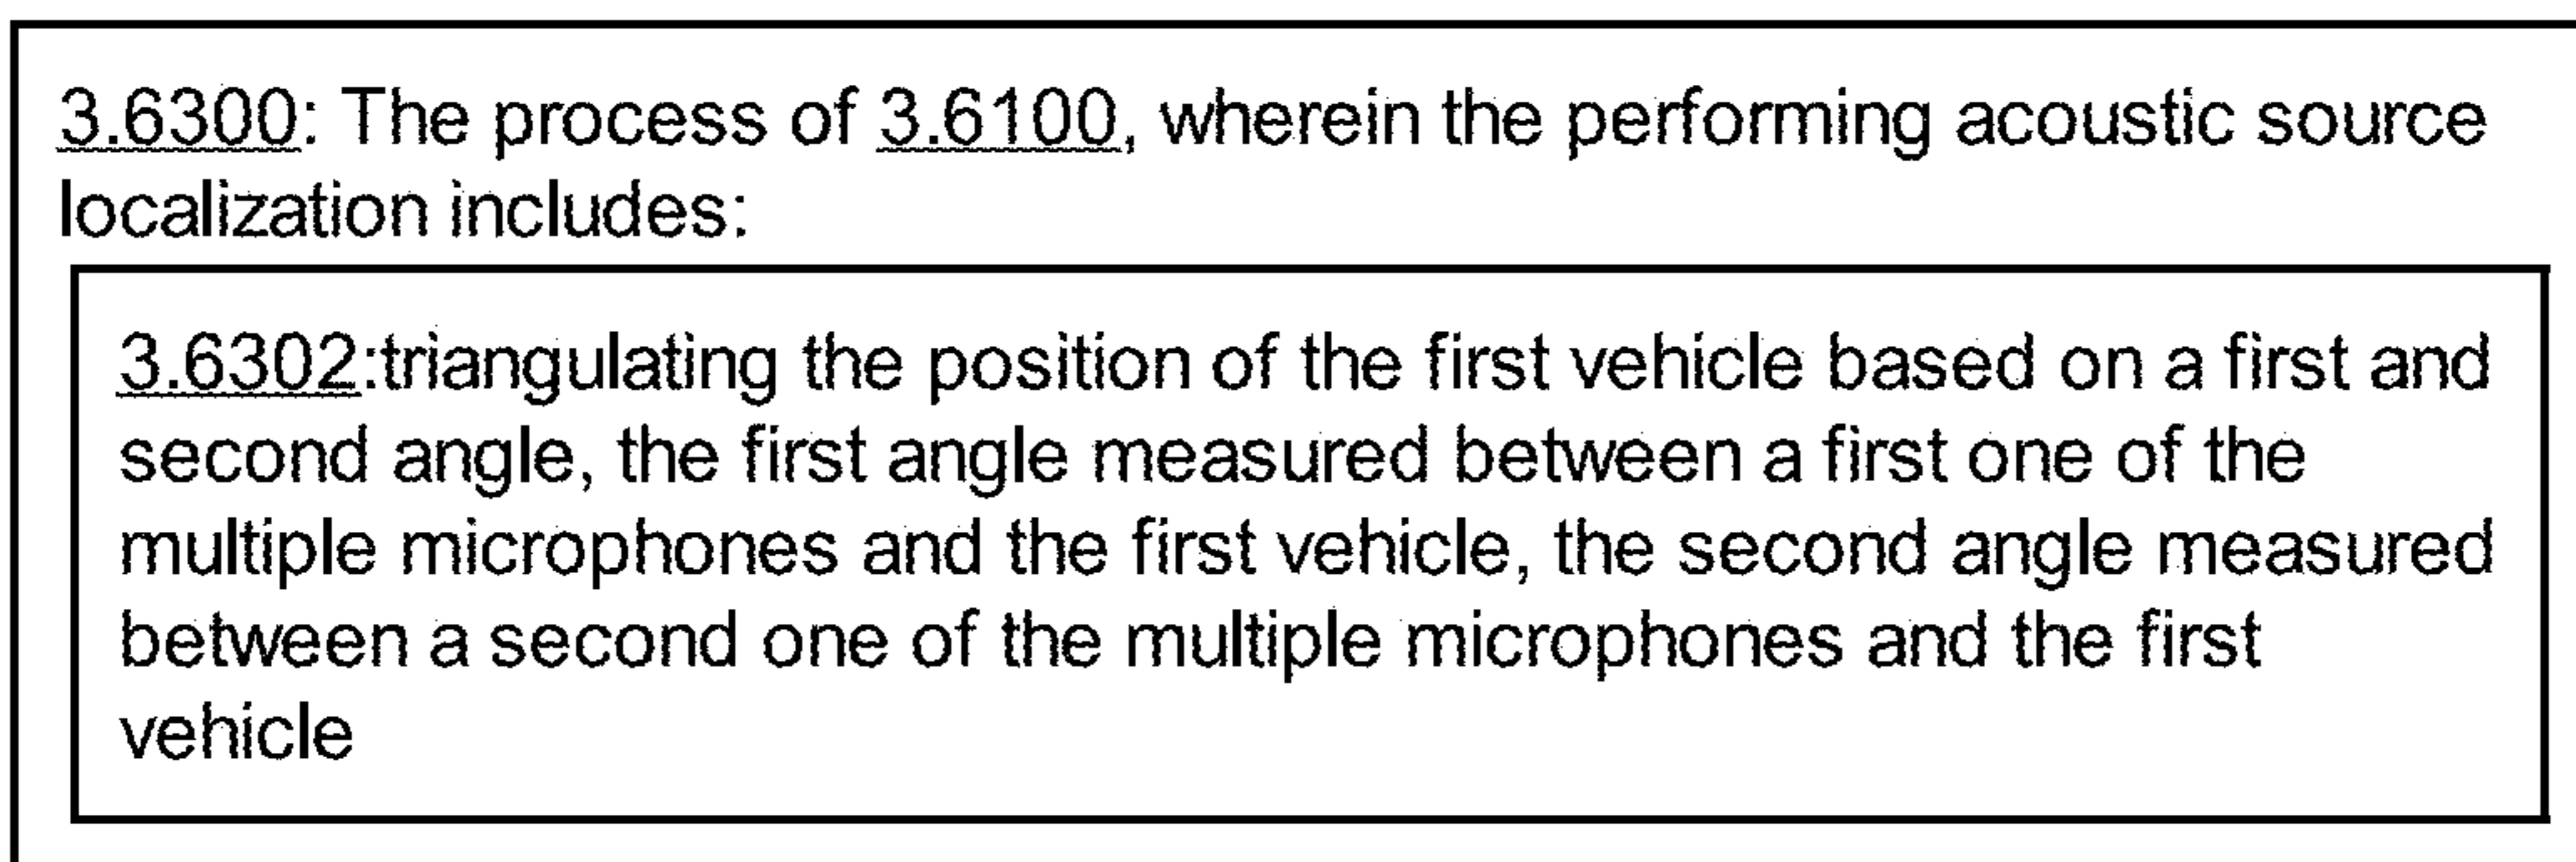 3.6300: The process of 3.6100, wherein the performing acoustic source
localization includes:
3.6302:triangulating the position of the first vehicle based on a first and
second angle, the first angle measured between a first one of the
multiple microphones and the first vehicle, the second angle measured
between a second one of the multiple microphones and the first
vehicle